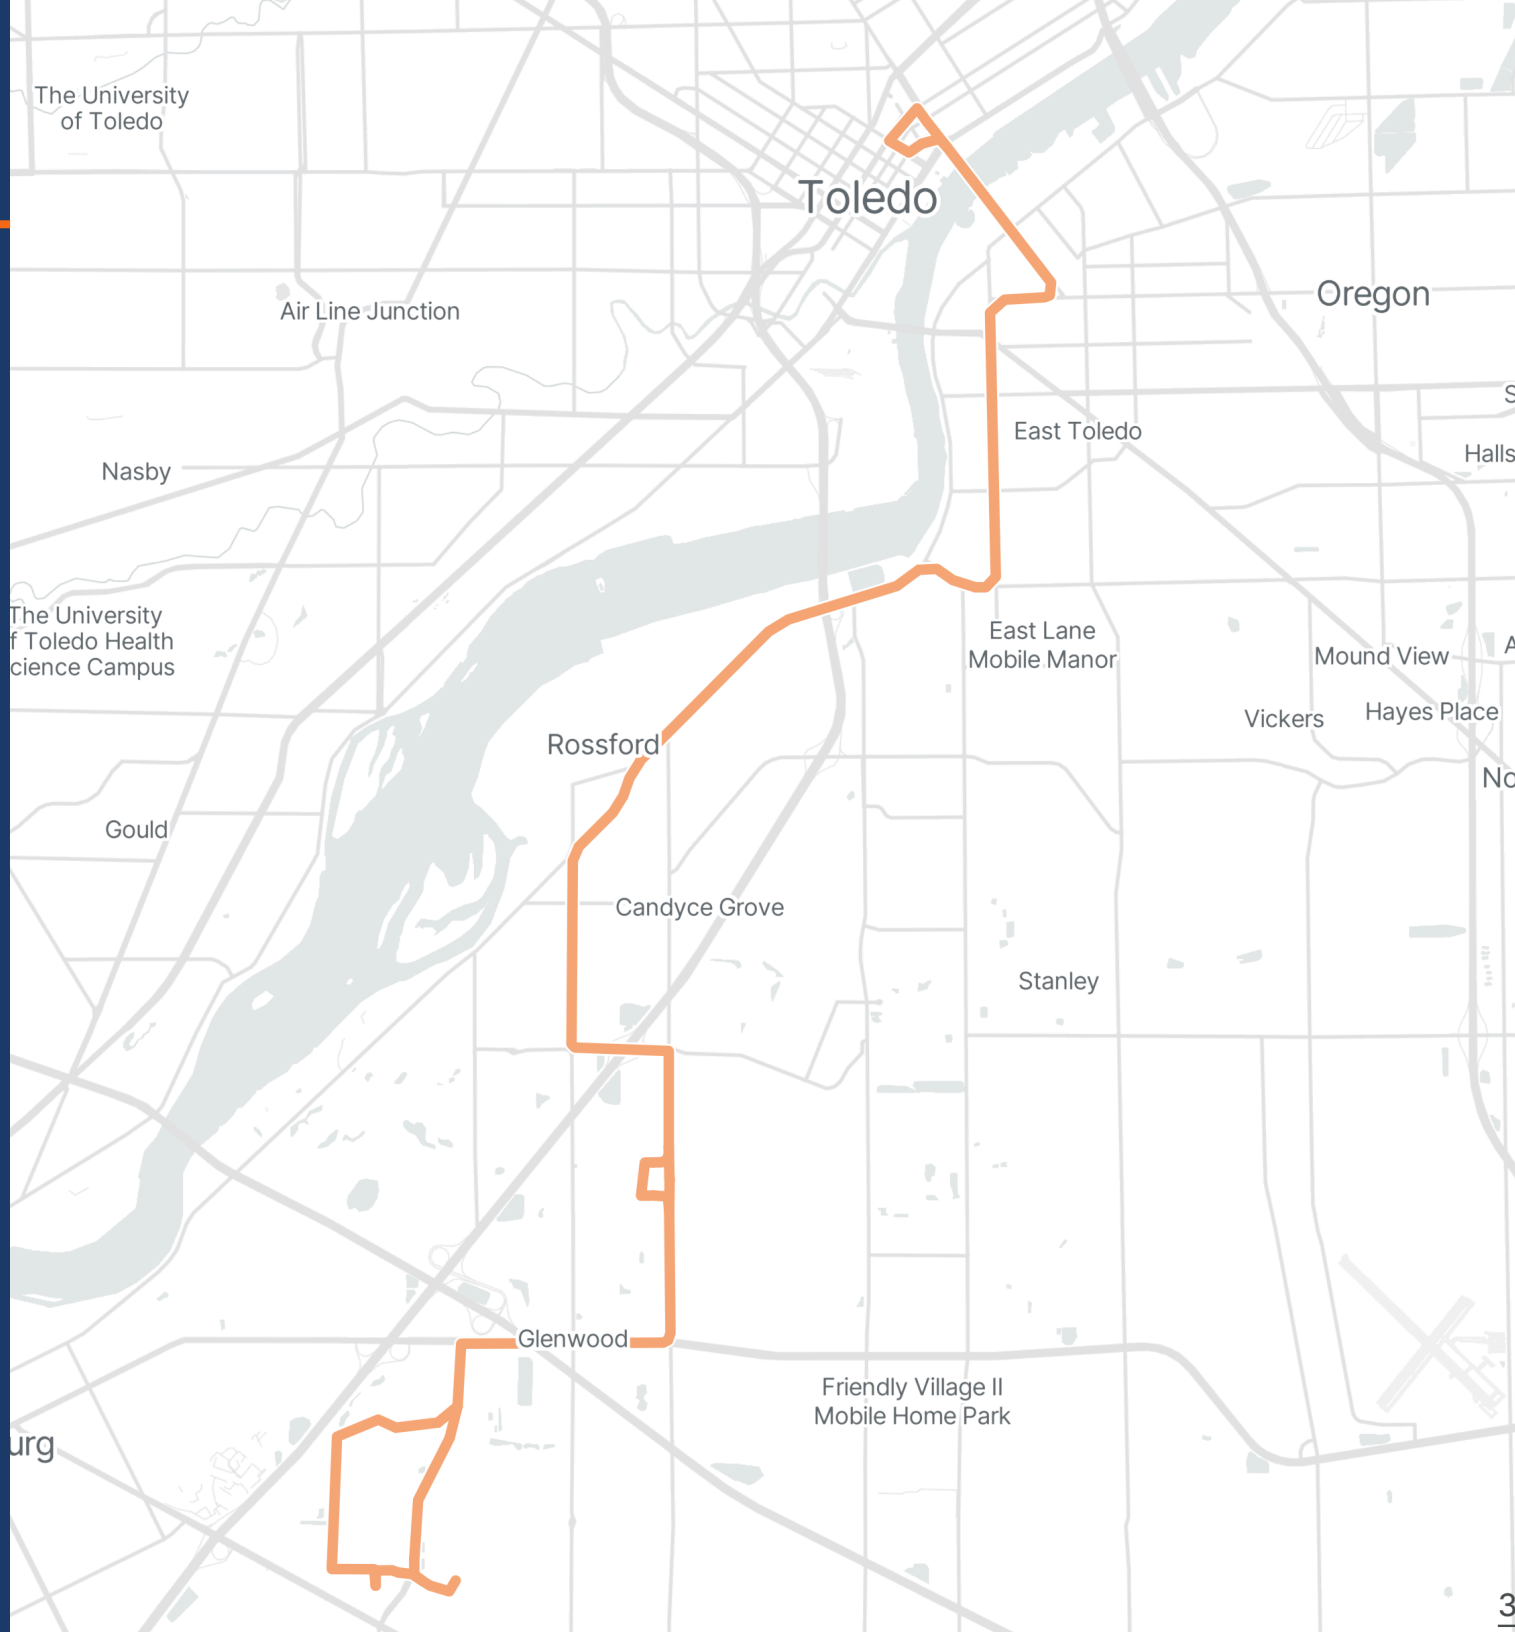 The University
of Toledo
Toledo
Oregon
Air Line Junction
S
East Toledo
Halls
Nasby
The University
f Toledo Health
cience Campus
East Lane
Mobile Manor
A
Mound View
Vickers
Hayes Place
Rossford
No
Gould
Candyce Grove
Stanley
Glenwood
Friendly Village II
Mobile Home Park
urg
3